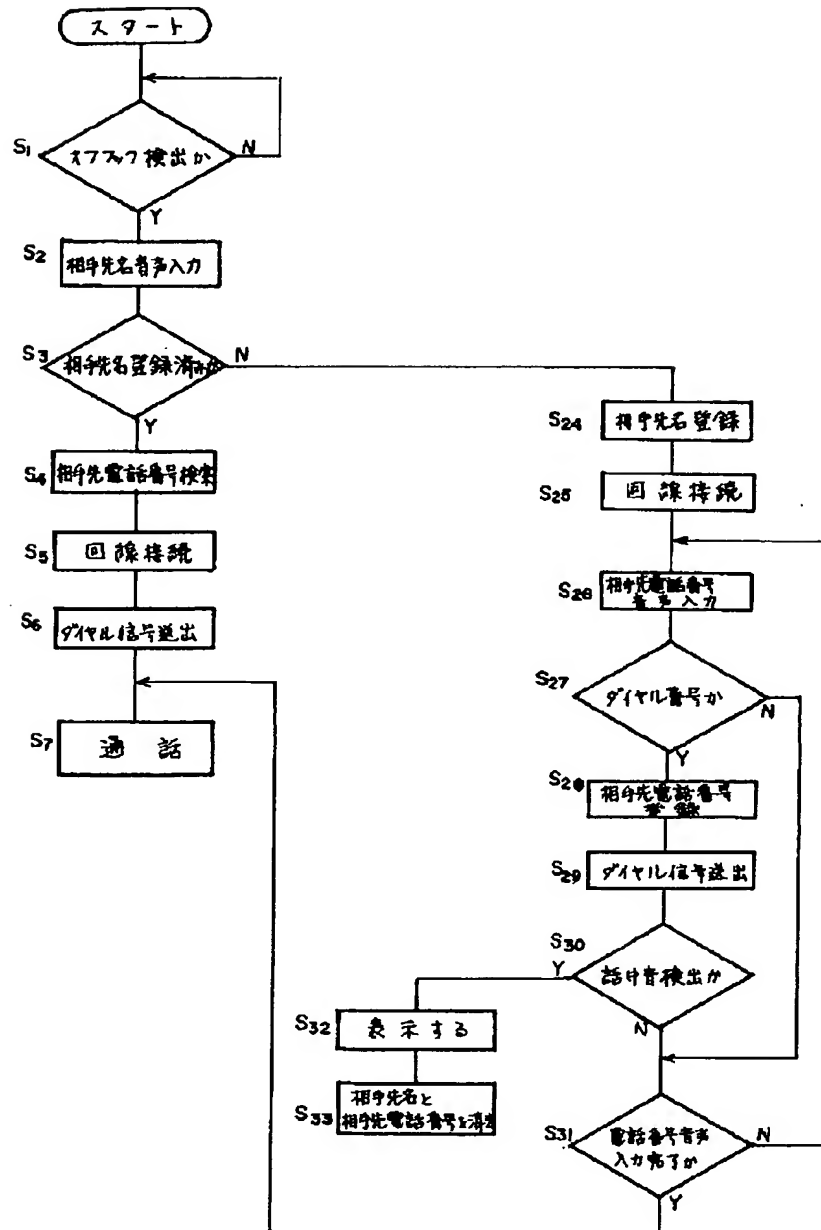 スタート
S1
オフフック検出か
N
Y
S2
相手先名音声入力
S3
相手先名登録済みか
N
Y
S4
相手先電話番号検索
S5
回線接続
S6
ダイヤル信号送出
S7
通話
S24
相手先名登録
S25
回線接続
S26
相手先電話番号
音声入力
S27
ダイヤル番号か
N
Y
S28
相手先電話番号
登録
S29
ダイヤル信号送出
S30
話中音検出か
Y
N
S32
表示する
S33
相手先名と
相手先電話番号を消去
S31
電話番号音声
入力完了か
N
Y